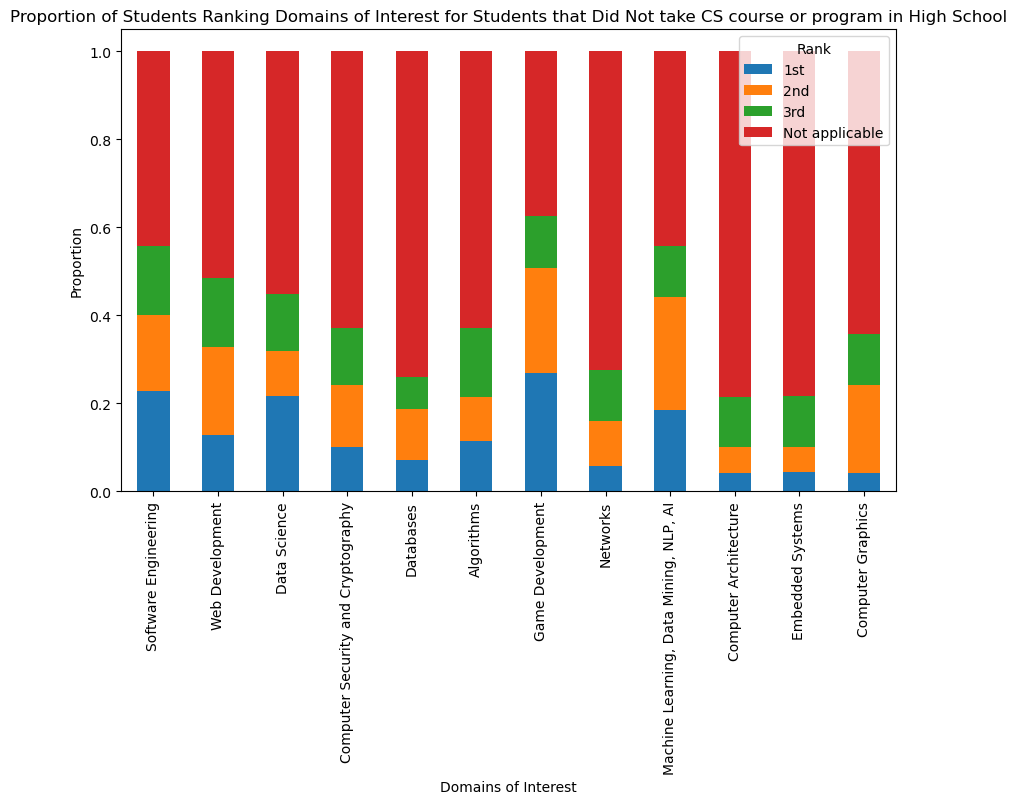 Proportion of Students Ranking Domains of Interest for Students that Did Not take CS course or program in High School
Rank
1st
2nd
3rd
Not applicable
Proportion
1.0
0.8
0.6
0.4
0.2
0.0
Software Engineering
Web Development
Data Science
Computer Security and Cryptography
Databases
Algorithms
Game Development
Networks
Machine Learning, Data Mining, NLP, AI
Computer Architecture
Embedded Systems
Computer Graphics
Domains of Interest